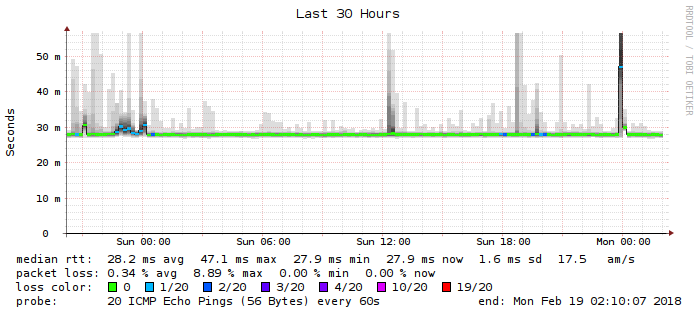 Last 30 Hours
RRDTOOL / TOBI OETIKER
Seconds
50 m
40 m
30 m
20 m
10 m
0
Sun 00:00 Sun 06:00 Sun 12:00 Sun 18:00 Mon 00:00
median rtt: 28.2 ms avg 47.1 ms max 27.9 ms min 27.9 ms now 1.6 ms sd 17.5 am/s
packet loss: 0.34 % avg 8.89 % max 0.00 % min 0.00 % now
loss color: 0 1/20 2/20 3/20 4/20 10/20 19/20
probe: 20 ICMP Echo Pings (56 Bytes) every 60s end: Mon Feb 19 02:10:07 2018